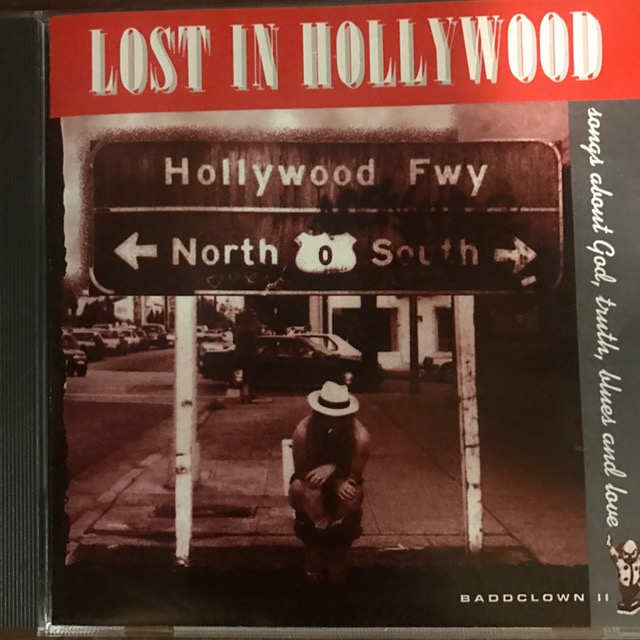 LOST IN HOLLYWOOD
Hollywood Fwy
North 0 South
songs about God, truth, blues and love
BADDCLOWN II